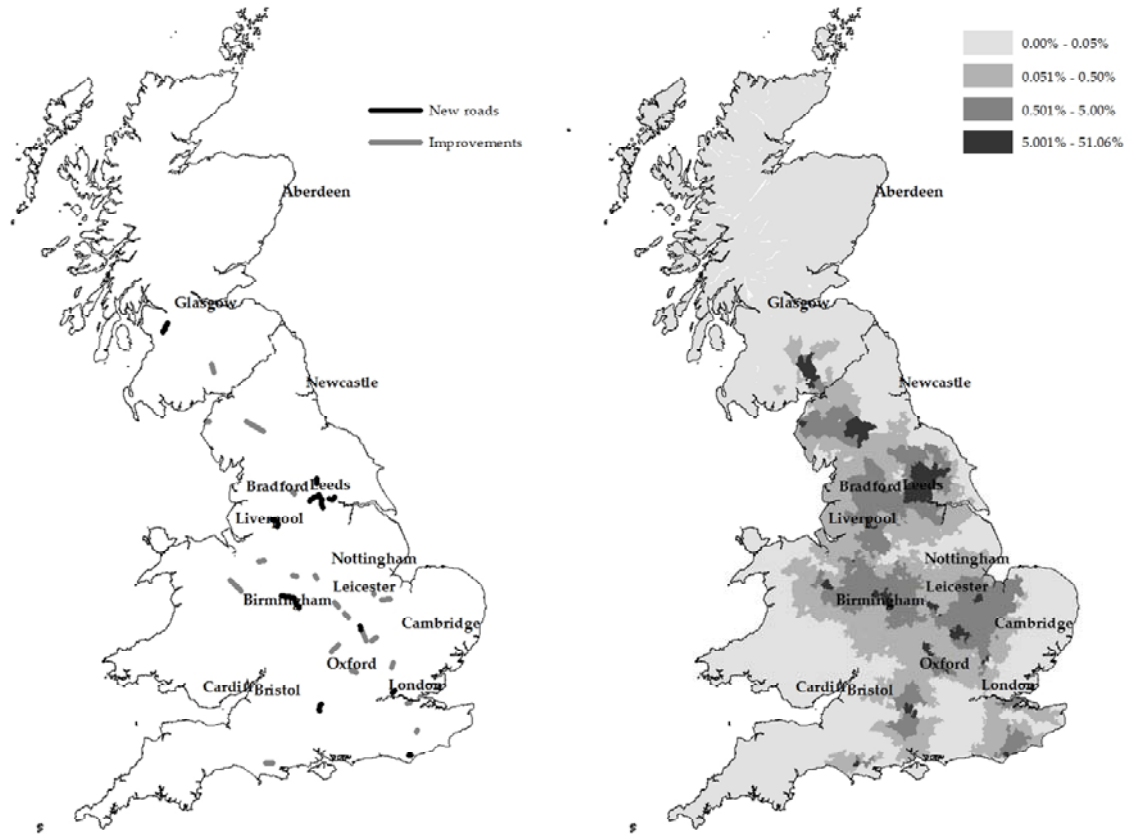 New roads
Improvements
Aberdeen
Glasgow
Newcastle
Bradford Leeds
Liverpool
Nottingham
Leicester
Birmingham
Cambridge
Oxford
London
Cardiff Bristol
0.00% - 0.05%
0.051% - 0.50%
0.501% - 5.00%
5.001% - 51.06%
Aberdeen
Glasgow
Newcastle
Bradford Leeds
Liverpool
Nottingham
Leicester
Birmingham
Cambridge
Oxford
London
Cardiff Bristol